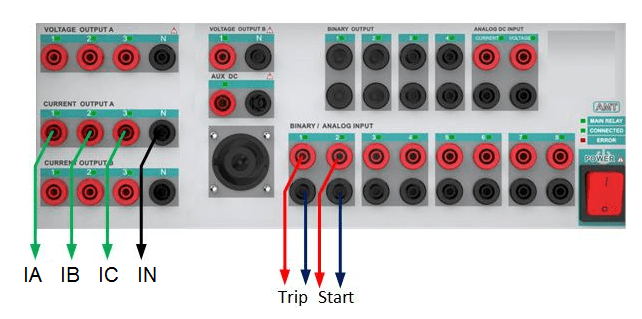 VOLTAGE OUTPUT A
1 2 3 N
VOLTAGE OUTPUT B
1 N
BINARY OUTPUT
1 2 3 4
ANALOG DC INPUT
CURRENT VOLTAGE
AUX DC
CURRENT OUTPUT A
1 2 3 N
AMT
MAIN RELAY
CONNECTED
ERROR
BINARY / ANALOG INPUT
1 2 3 4 5 6 7 8
POWER
CURRENT OUTPUT B
1 2 3 N
IA IB IC IN
Trip Start